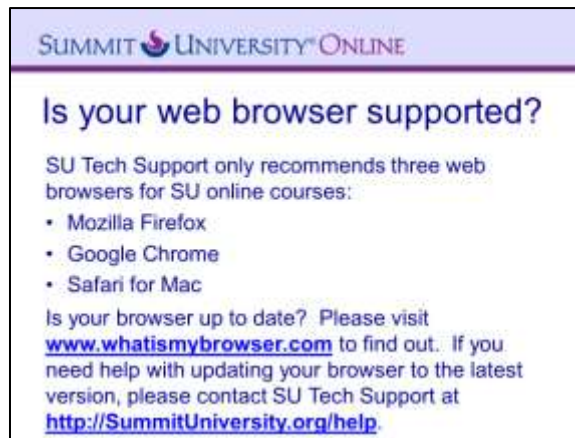 SUMMIT UNIVERSITY® ONLINE
Is your web browser supported?
SU Tech Support only recommends three web
browsers for SU online courses:
• Mozilla Firefox
• Google Chrome
• Safari for Mac
Is your browser up to date?  Please visit
www.whatismybrowser.com to find out.  If you
need help with updating your browser to the latest
version, please contact SU Tech Support at
http://SummitUniversity.org/help.